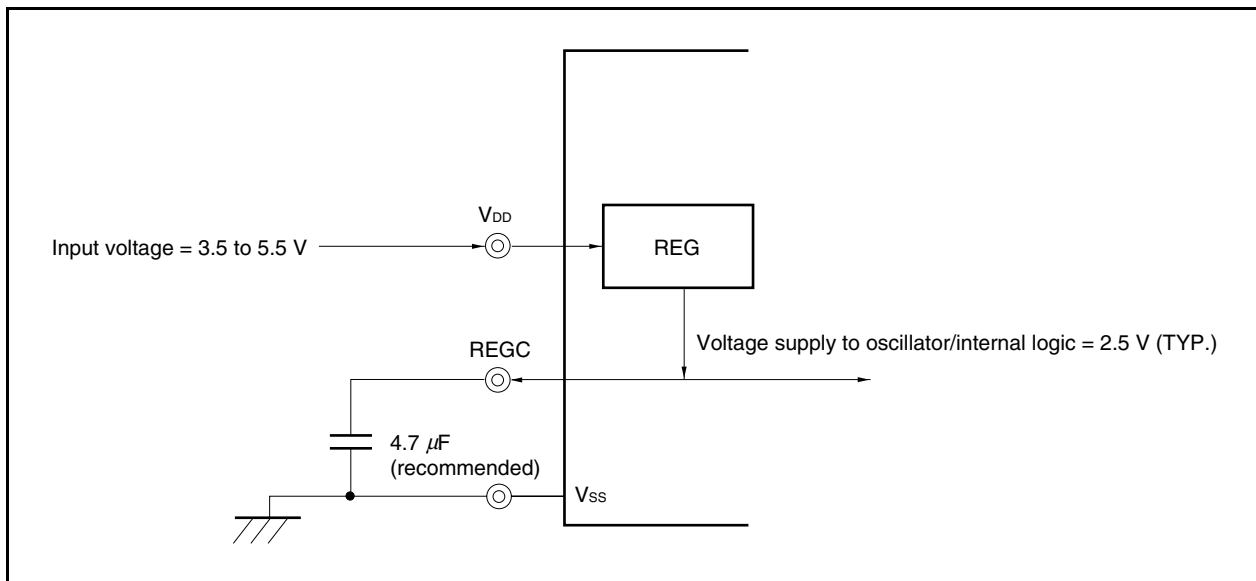 VDD
Input voltage = 3.5 to 5.5 V
REG
Voltage supply to oscillator/internal logic = 2.5 V (TYP.)
REGC
4.7 μF
(recommended)
VSS